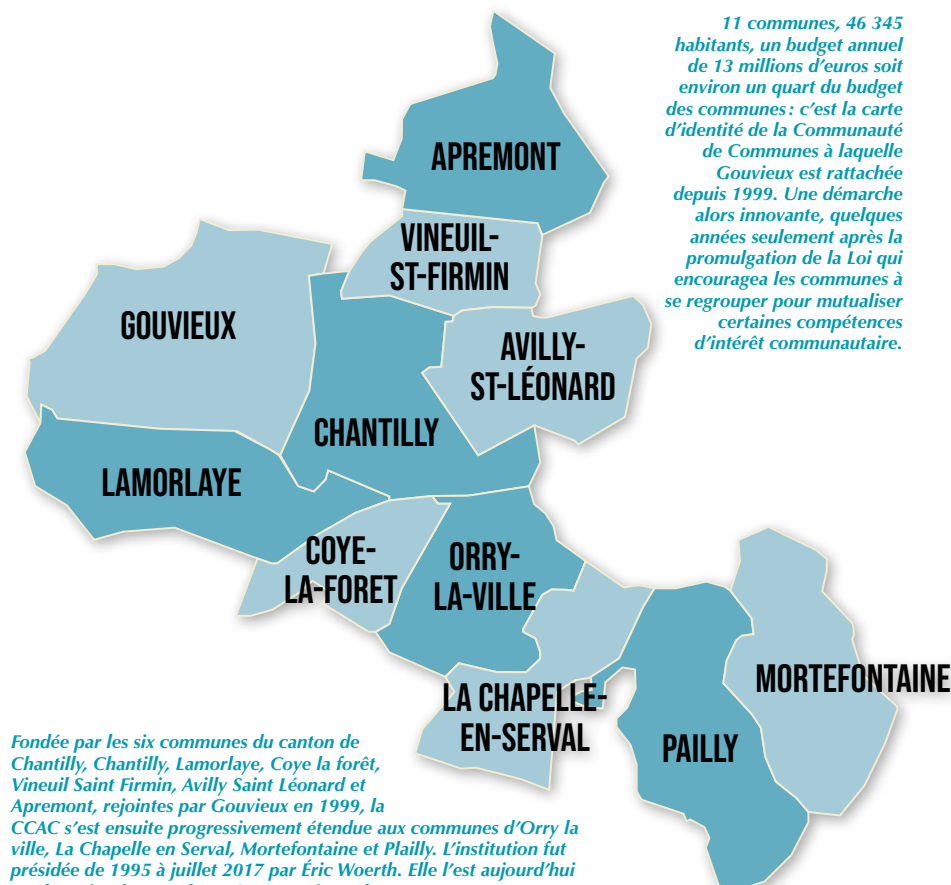 11 communes, 46 345
habitants, un budget annuel
de 13 millions d'euros soit
environ un quart du budget
des communes : c'est la carte
d'identité de la Communauté
de Communes à laquelle
Gouvieux est rattachée
depuis 1999. Une démarche
alors innovante, quelques
années seulement après la
promulgation de la Loi qui
encouragea les communes à
se regrouper pour mutualiser
certaines compétences
d'intérêt communautaire.
APREMONT
VINEUIL-
ST-FIRMIN
GOUVIEUX
AVILLY-
ST-LÉONARD
CHANTILLY
LAMORLAYE
COYE-
LA-FORET
ORRY-
LA-VILLE
LA CHAPELLE-
EN-SERVAL
MORTEFONTAINE
PAILLY
Fondée par les six communes du canton de
Chantilly, Chantilly, Lamorlaye, Coye la forêt,
Vineuil Saint Firmin, Avilly Saint Léonard et
Apremont, rejointes par Gouvieux en 1999, la
CCAC s'est ensuite progressivement étendue aux communes d'Orry la
ville, La Chapelle en Serval, Mortefontaine et Plailly. L'institution fut
présidée de 1995 à juillet 2017 par Éric Woerth. Elle l'est aujourd'hui